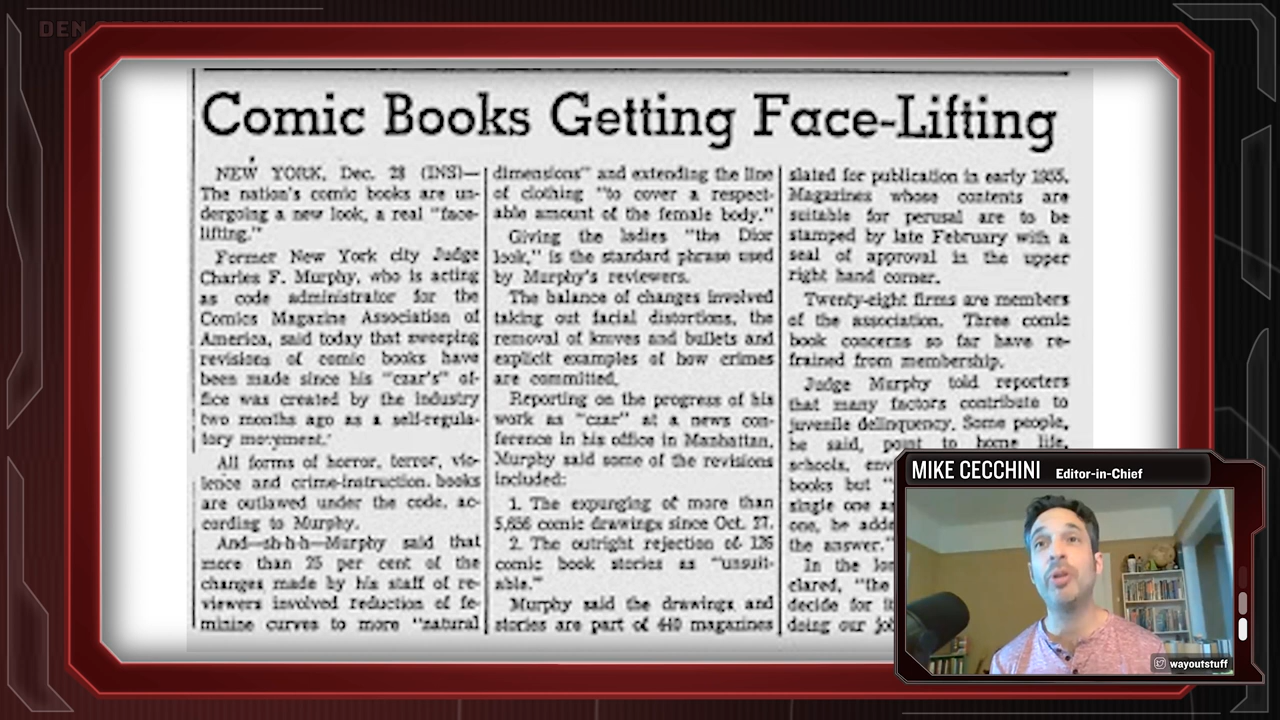 DEN
Comic Books Getting Face-Lifting
NEW YORK, Dec. 28 (INS)—
The nation's comic books are un-
dergoing a new look, a real "face-
lifting."
Former New York city Judge
Charles F. Murphy, who is acting
as code administrator for the
Comics Magazine Association of
America, said today that sweeping
revisions of comic books have
been made since his "czar's" of-
fice was created by the industry
two months ago as a self-regula-
tory movement.
All forms of horror, terror, vio-
lence and crime-instruction. books
are outlawed under the code, ac-
cording to Murphy.
And—sh-h-h—Murphy said that
more than 25 per cent of the
changes made by his staff of re-
viewers involved reduction of fe-
minine curves to more "natural
dimensions" and extending the line
of clothing "to cover a respect-
able amount of the female body."
Giving the ladies "the Dior
look," is the standard phrase used
by Murphy's reviewers.
The balance of changes involved
taking out facial distortions, the
removal of knives and bullets and
explicit examples of how crimes
are committed.
Reporting on the progress of his
work as "czar" at a news con-
ference in his office in Manhattan,
Murphy said some of the revisions
included:
1. The expunging of more than
5,656 comic drawings since Oct. 27.
2. The outright rejection of 126
comic book stories as "unsuit-
able."
Murphy said the drawings and
stories are part of 440 magazines
slated for publication in early 1955.
Magazines whose contents are
suitable for perusal are to be
stamped by late February with a
seal of approval in the upper
right hand corner.
Twenty-eight firms are members
of the association. Three comic
book concerns so far have re-
frained from membership.
Judge Murphy told reporters
that many factors contribute to
juvenile delinquency. Some people,
he said, point to home life,
schools, env
books but "
single one as
one, he adde
the answer."
In the lon
clared, "the
decide for it
doing our job
MIKE CECCHINI Editor-in-Chief
wayoutstuff